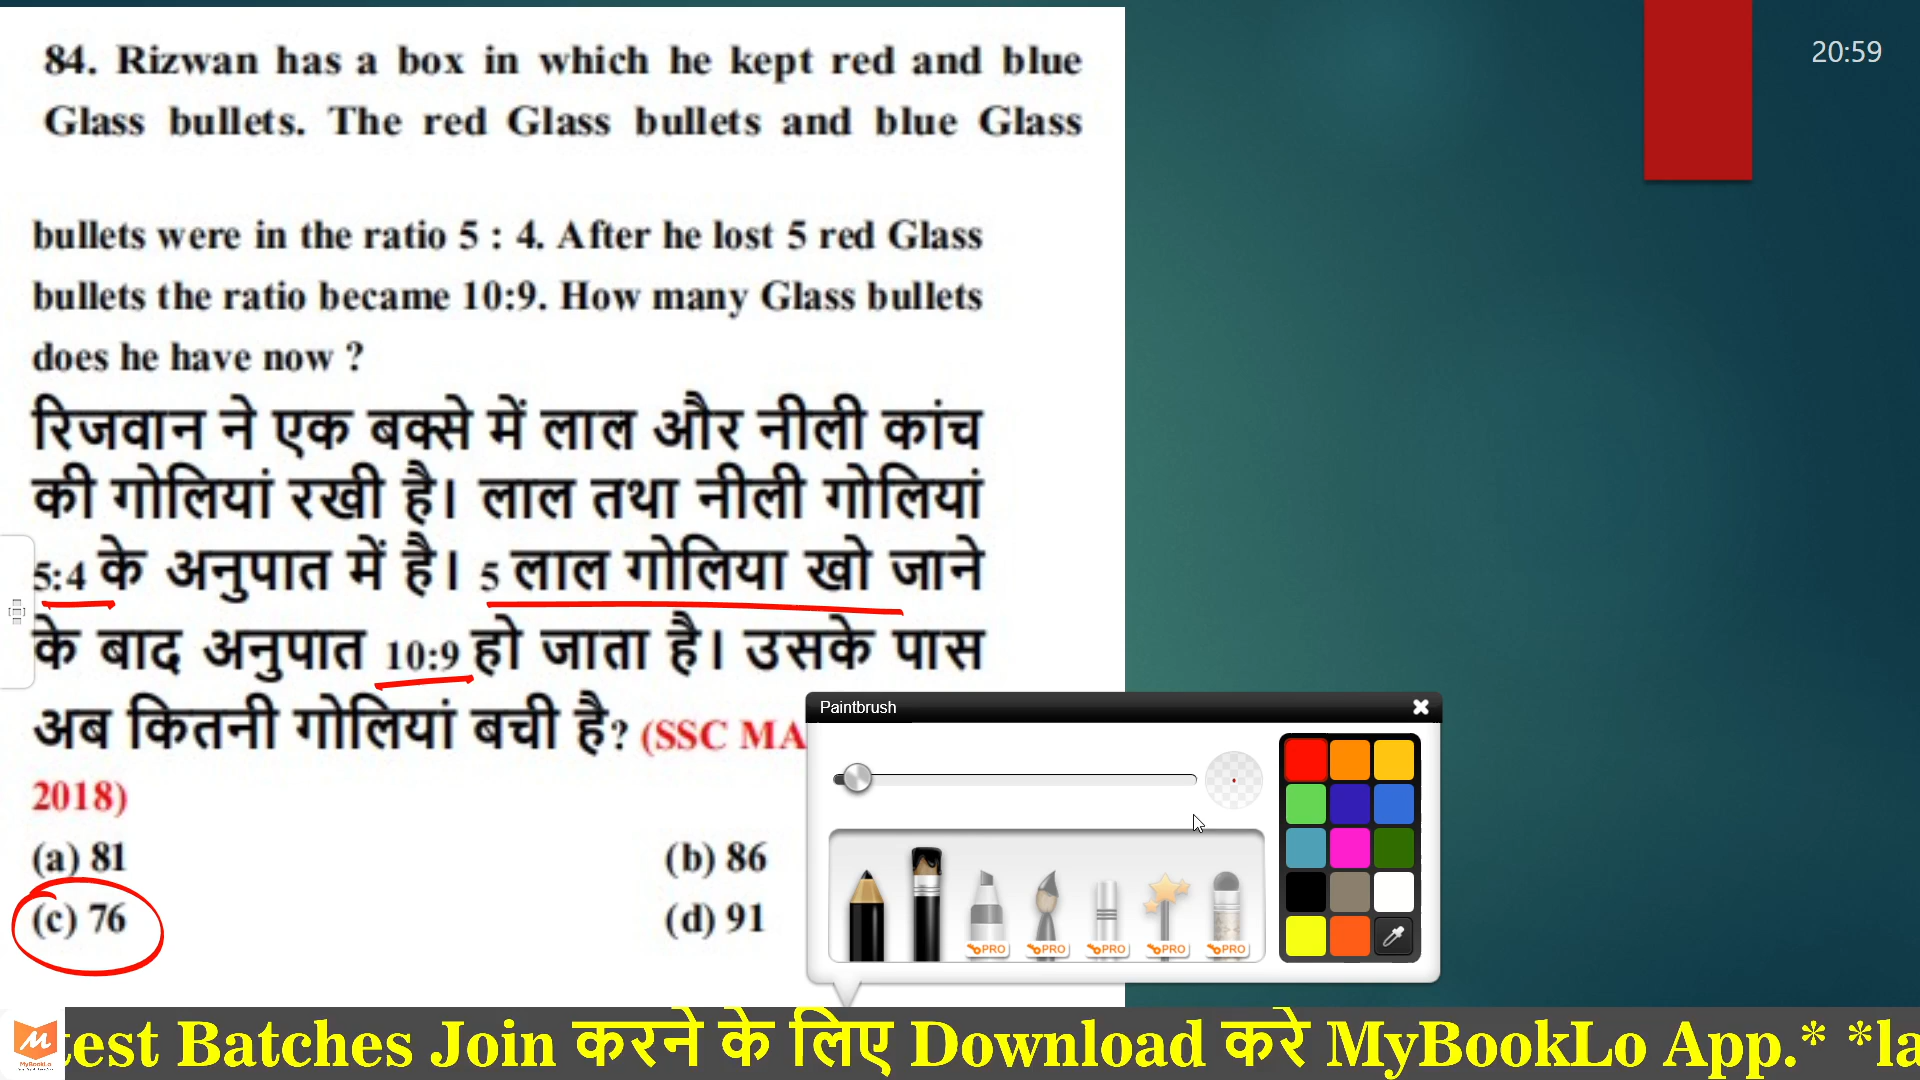 84. Rizwan has a box in which he kept red and blue
Glass bullets. The red Glass bullets and blue Glass
bullets were in the ratio 5 : 4. After he lost 5 red Glass
bullets the ratio became 10:9. How many Glass bullets
does he have now ?
रिजवान ने एक बक्से में लाल और नीली कांच
की गोलियां रखी है। लाल तथा नीली गोलियां
5:4 के अनुपात में है। 5 लाल गोलिया खो जाने
के बाद अनुपात 10:9 हो जाता है। उसके पास
अब कितनी गोलियां बची है? (SSC MA
2018)
(a) 81 (b) 86
(c) 76 (d) 91
20:59
Paintbrush
PRO PRO PRO PRO PRO
MyBookLo
test Batches Join करने के लिए Download करे MyBookLo App.* *la